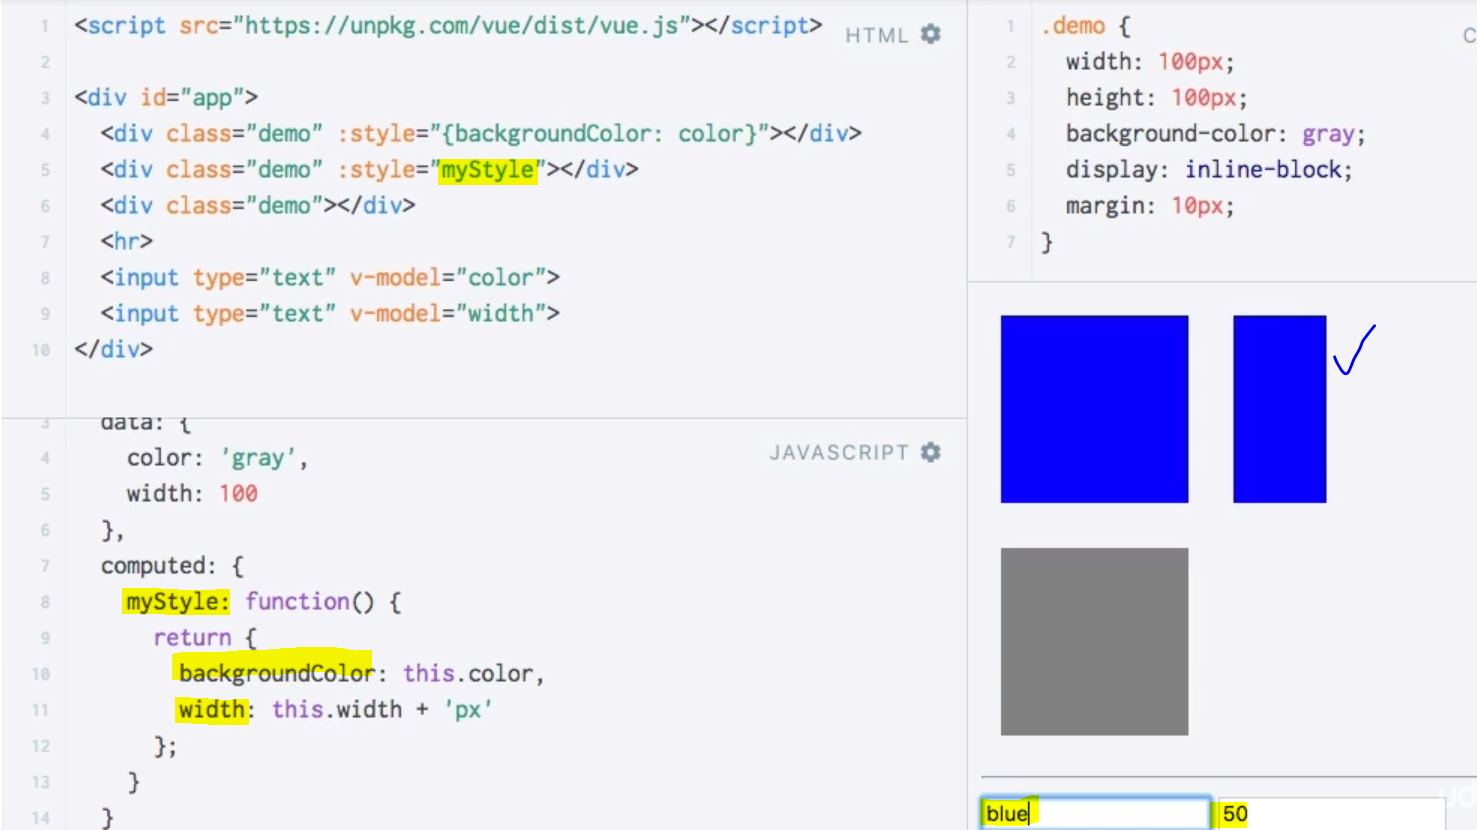 1 <script src="https://unpkg.com/vue/dist/vue.js"></script>
HTML
2
3 <div id="app">
4 <div class="demo" :style="{backgroundColor: color}"></div>
5 <div class="demo" :style="myStyle"></div>
6 <div class="demo"></div>
7 <hr>
8 <input type="text" v-model="color">
9 <input type="text" v-model="width">
10 </div>
3 data: {
JAVASCRIPT
4 color: 'gray',
5 width: 100
6 },
7 computed: {
8 myStyle: function() {
9 return {
10 backgroundColor: this.color,
11 width: this.width + 'px'
12 };
13 }
14 }
1 .demo {
C
2 width: 100px;
3 height: 100px;
4 background-color: gray;
5 display: inline-block;
6 margin: 10px;
7 }
blue
50
ud